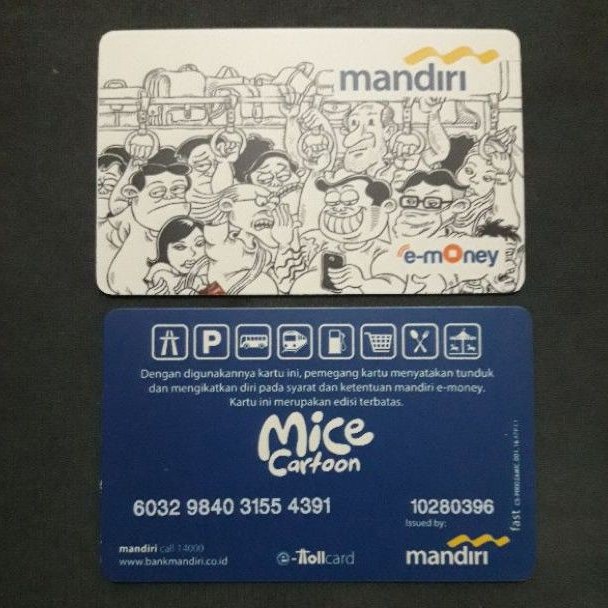 mandiri
e-money
P
Dengan digunakannya kartu ini, pemegang kartu menyatakan tunduk
dan mengikatkan diri pada syarat dan ketentuan mandiri e-money.
Kartu ini merupakan edisi terbatas.
Mice
Cartoon
6032 9840 3155 4391
10280396
Issued by:
mandiri call 14000
www.bankmandiri.co.id
e-Tollcard
mandiri
fast